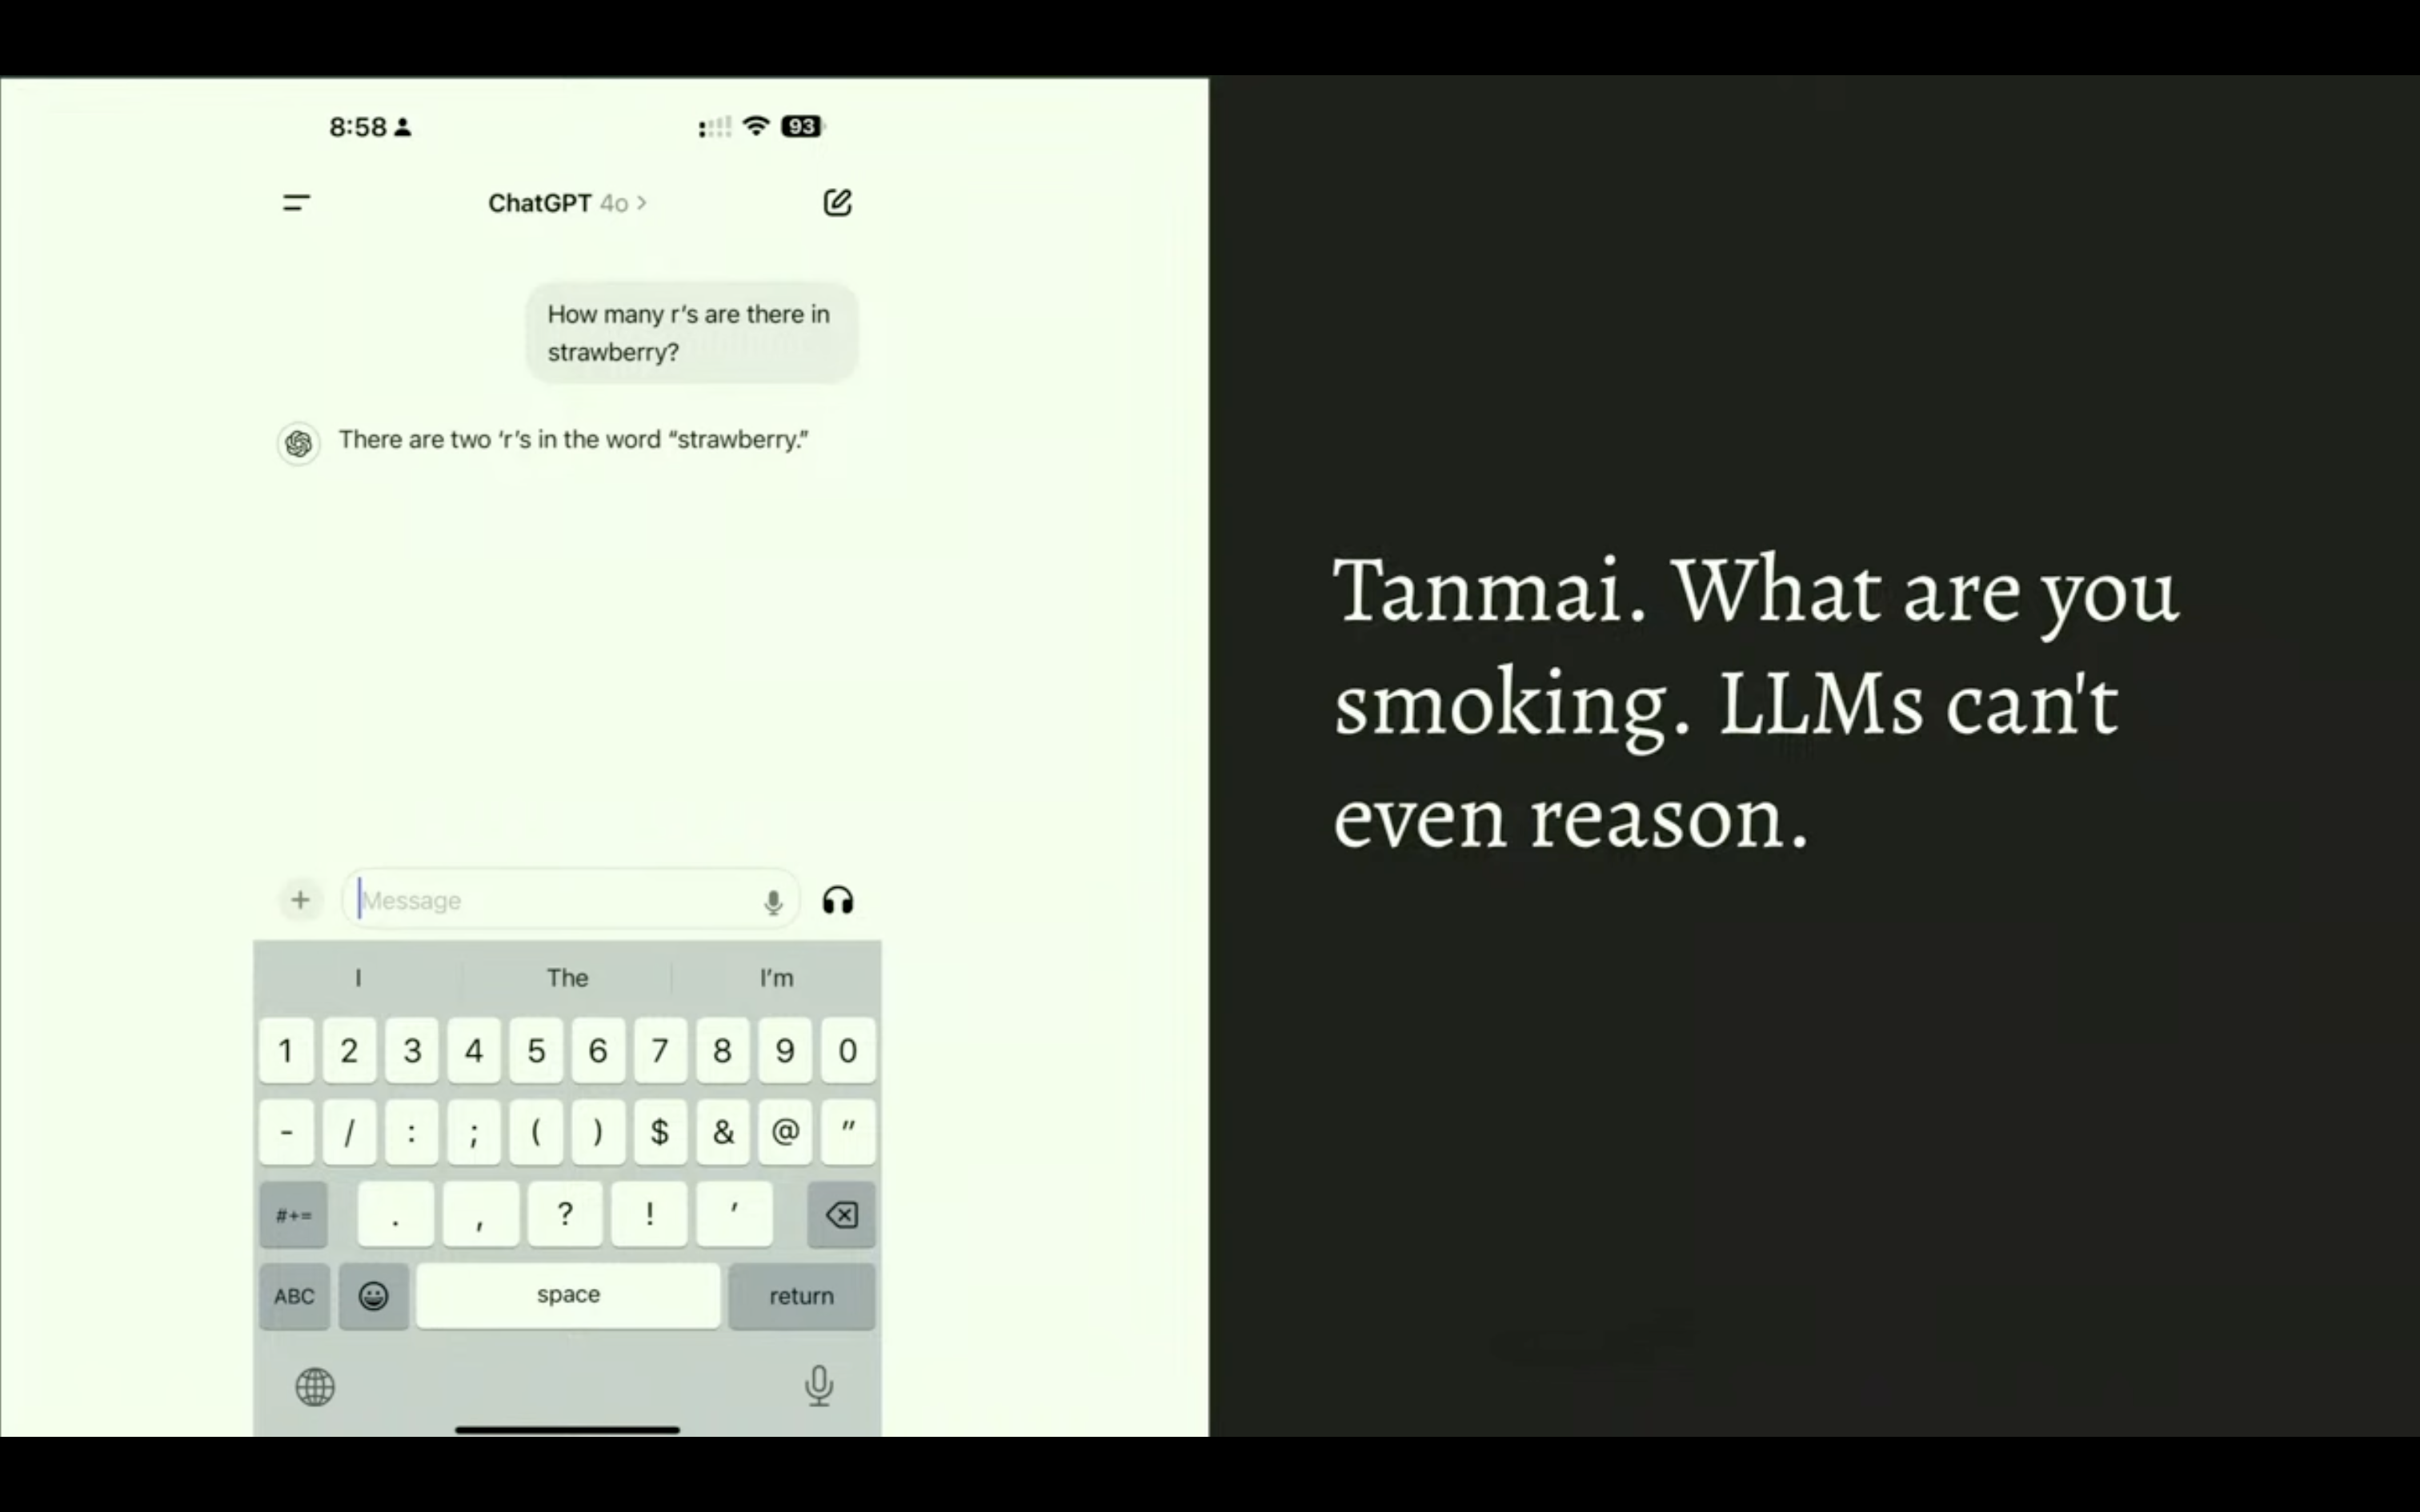 8:58
93
ChatGPT 4o >
How many r's are there in
strawberry?
There are two 'r's in the word “strawberry.”
Message
I The I'm
1 2 3 4 5 6 7 8 9 0
- / : ; ( ) $ & @ "
#+= . , ? ! '
ABC space return
Tanmai. What are you
smoking. LLMs can't
even reason.